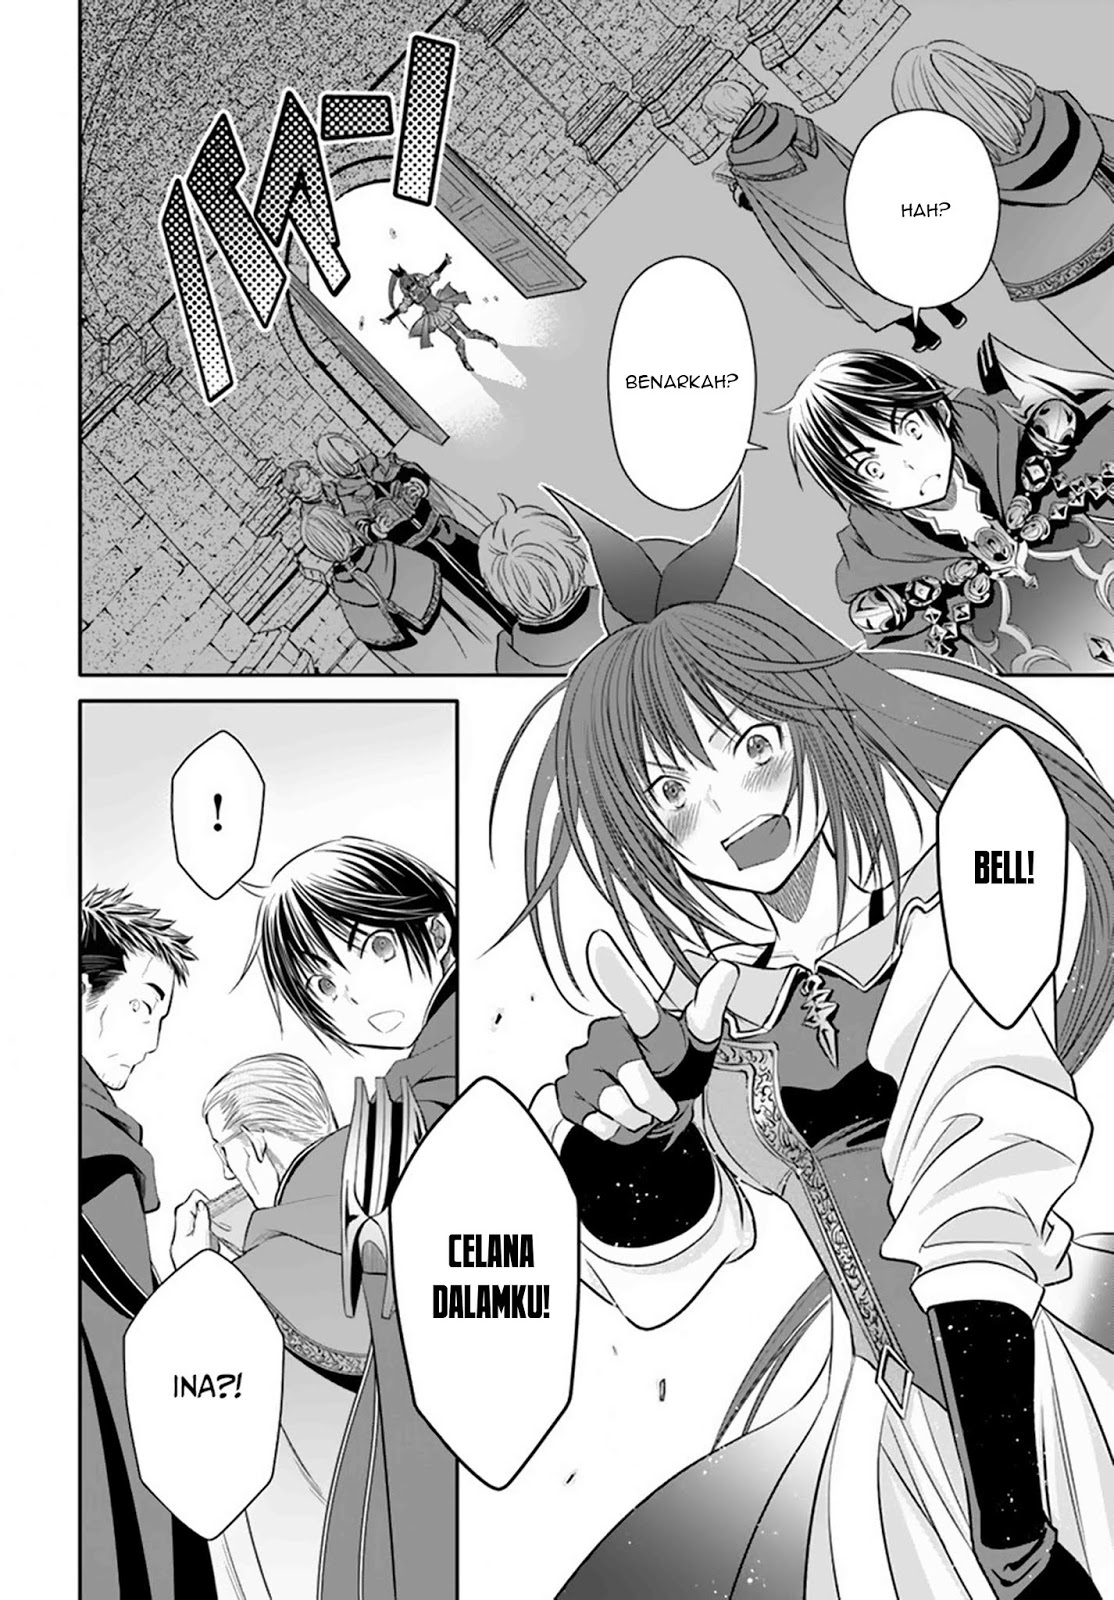 HAH?
BENARKAH?
バーン
BELL!
CELANA
DALAMKU!
!
INA?!